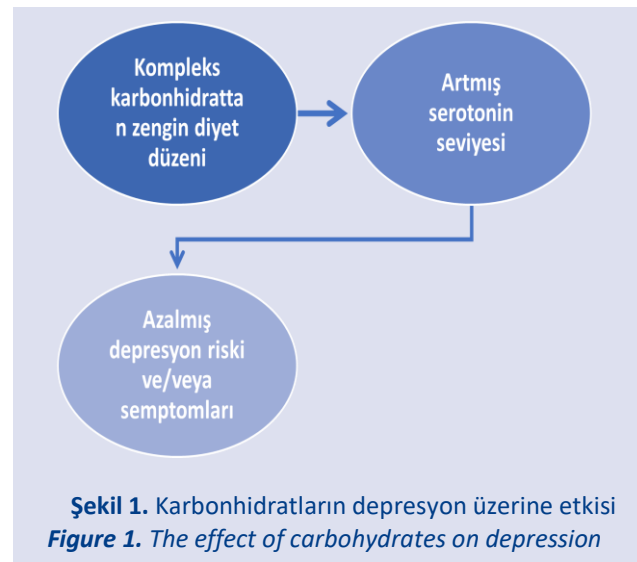 Kompleks
karbonhidratta
n zengin diyet
düzeni
Artmış
serotonin
seviyesi
Azalmış
depresyon riski
ve/veya
semptomları
Şekil 1. Karbonhidratların depresyon üzerine etkisi
Figure 1. The effect of carbohydrates on depression